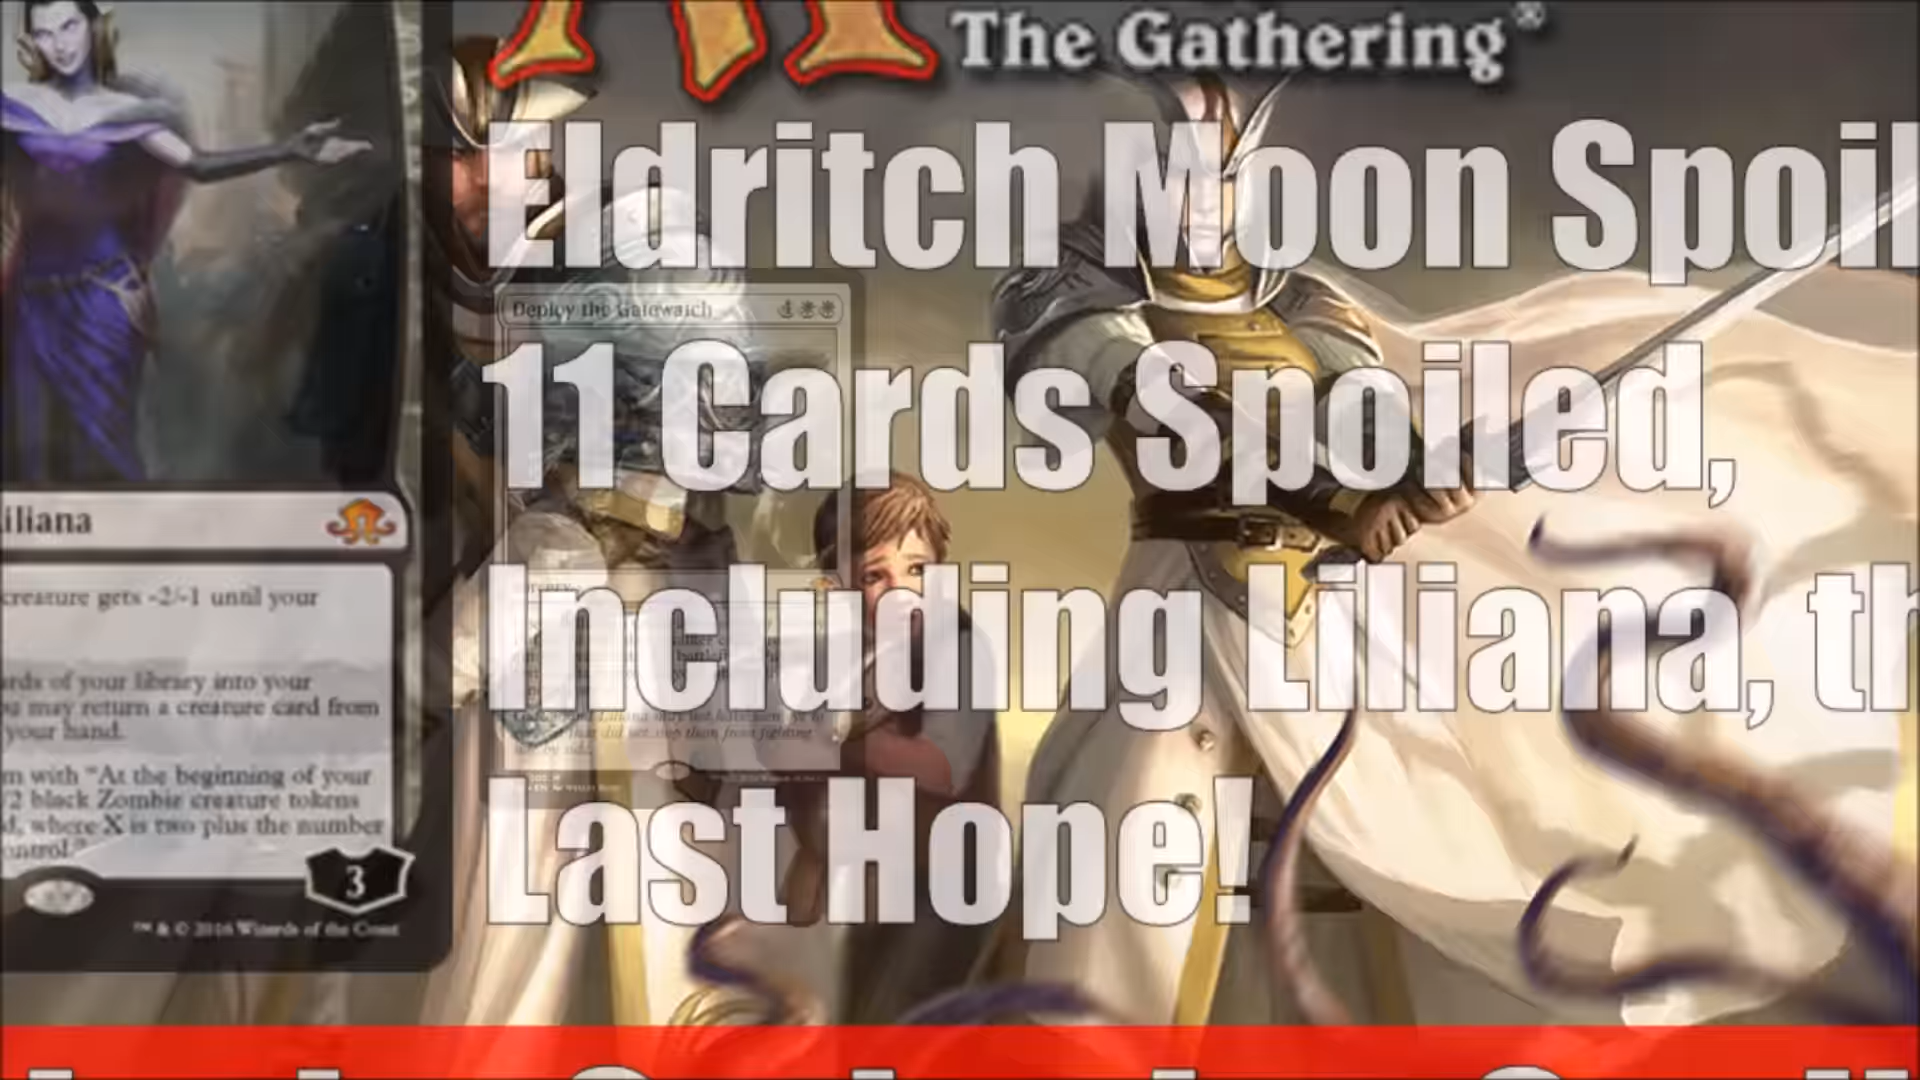 The Gathering®
Eldritch Moon Spoil
11 Cards Spoiled,
Including Liliana, th
Last Hope!
iliana
creature gets -2/-1 until your
ards of your library into your
u may return a creature card from
your hand.
m with "At the beginning of your
/2 black Zombie creature tokens
d, where X is two plus the number
ontrol."
3
™ & © 2016 Wizards of the Coast
Deploy the Gatewatch 4